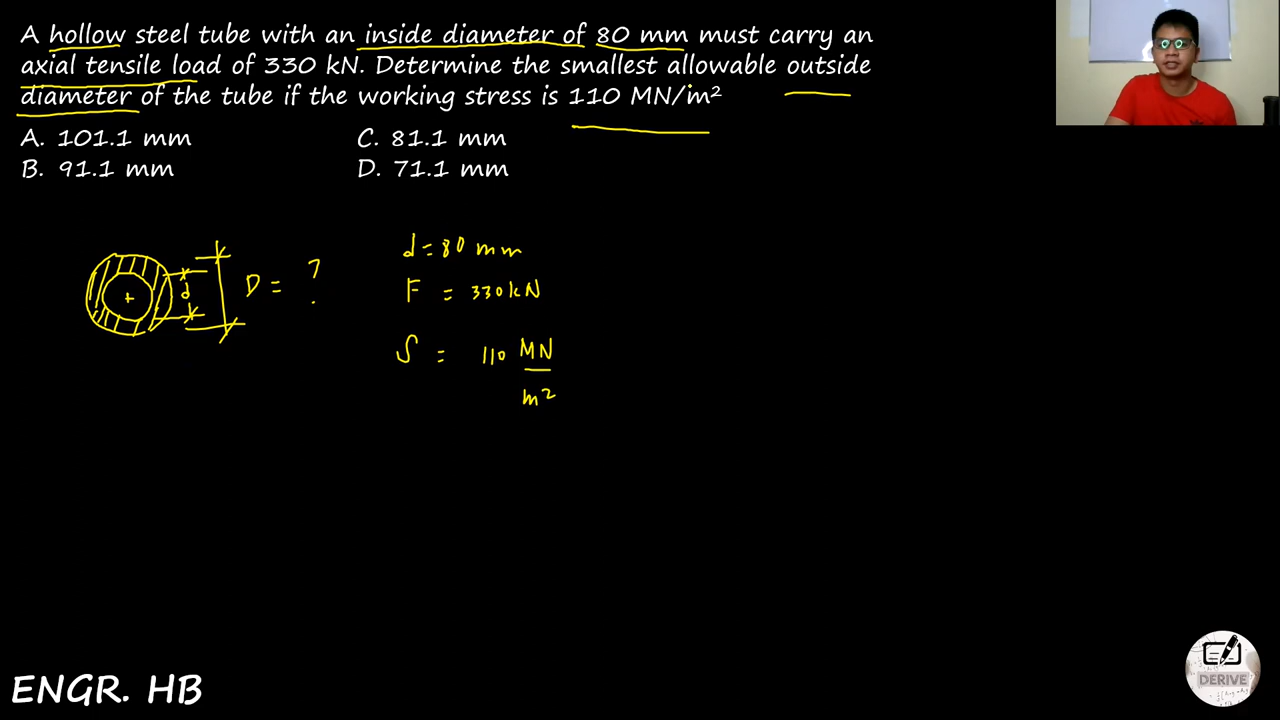 A hollow steel tube with an inside diameter of 80 mm must carry an
axial tensile load of 330 kN. Determine the smallest allowable outside
diameter of the tube if the working stress is 110 MN/m²
A. 101.1 mm
C. 81.1 mm
B. 91.1 mm
D. 71.1 mm
d = 80 mm
d
D = ?
F = 330 kN
S = 110 MN
m²
ENGR. HB
DERIVE